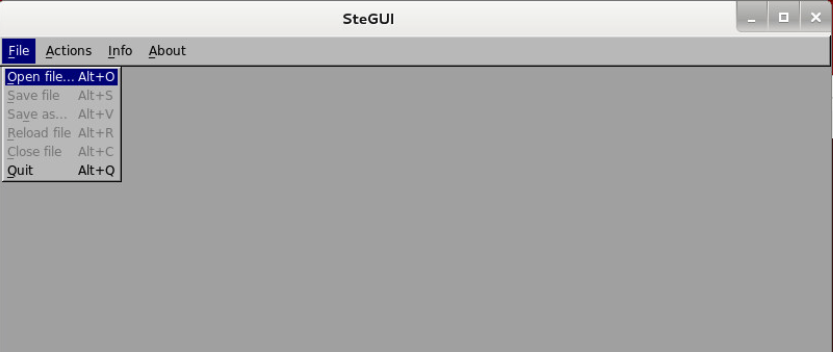 SteGUI
File Actions Info About
Open file... Alt+O
Save file Alt+S
Save as... Alt+V
Reload file Alt+R
Close file Alt+C
Quit Alt+Q